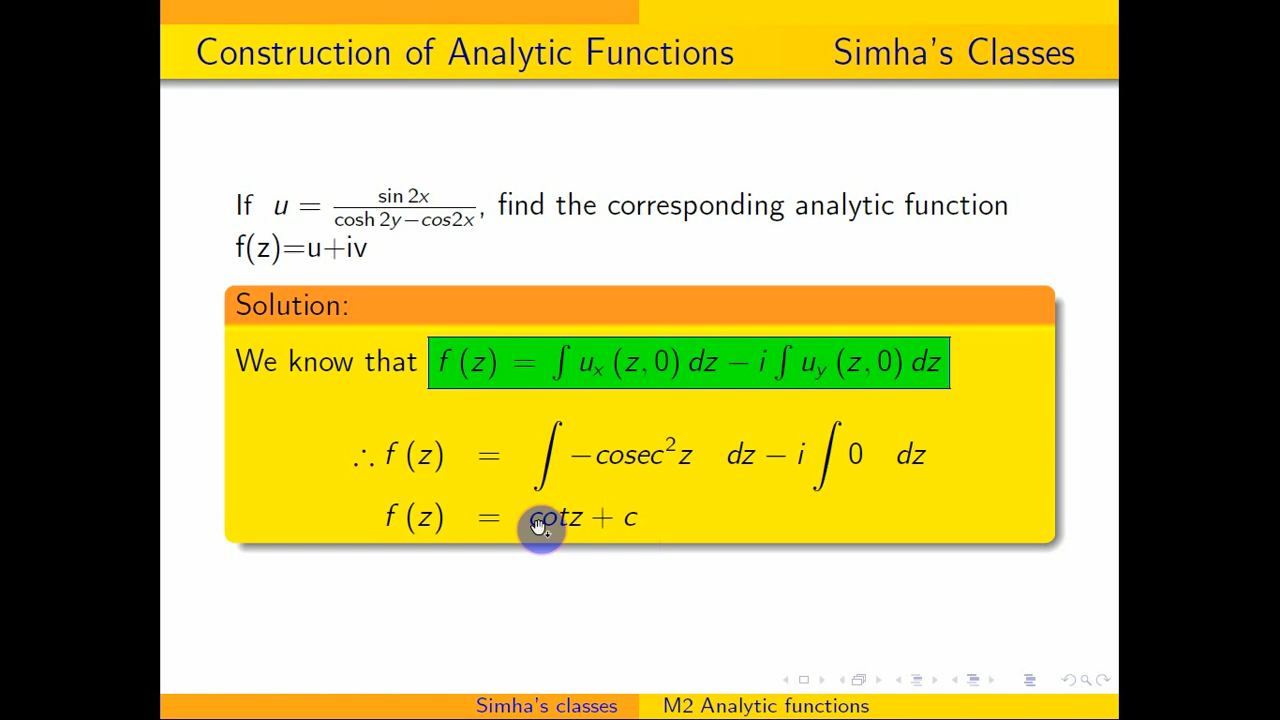 Construction of Analytic Functions Simha's Classes
If u = sin 2x / cosh 2y−cos2x , find the corresponding analytic function
f(z)=u+iv
Solution:
We know that f (z) = ∫ uₓ (z, 0) dz − i ∫ u_y (z, 0) dz
∴ f (z) = ∫ −cosec²z dz − i ∫ 0 dz
f (z) = cotz + c
Simha's classes M2 Analytic functions